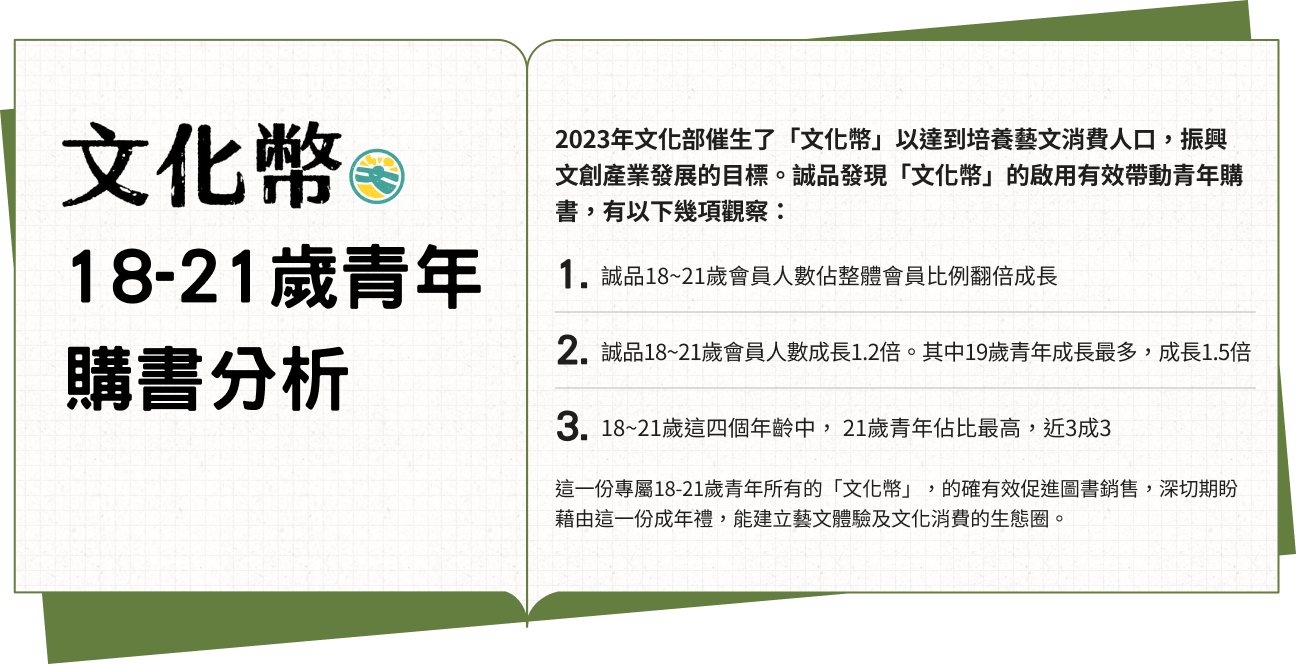 文化幣
18-21歲青年
購書分析
2023年文化部催生了「文化幣」以達到培養藝文消費人口，振興
文創產業發展的目標。誠品發現「文化幣」的啟用有效帶動青年購
書，有以下幾項觀察：
1. 誠品18~21歲會員人數佔整體會員比例翻倍成長
2. 誠品18~21歲會員人數成長1.2倍。其中19歲青年成長最多，成長1.5倍
3. 18~21歲這四個年齡中， 21歲青年佔比最高，近3成3
這一份專屬18-21歲青年所有的「文化幣」，的確有效促進圖書銷售，深切期盼
藉由這一份成年禮，能建立藝文體驗及文化消費的生態圈。